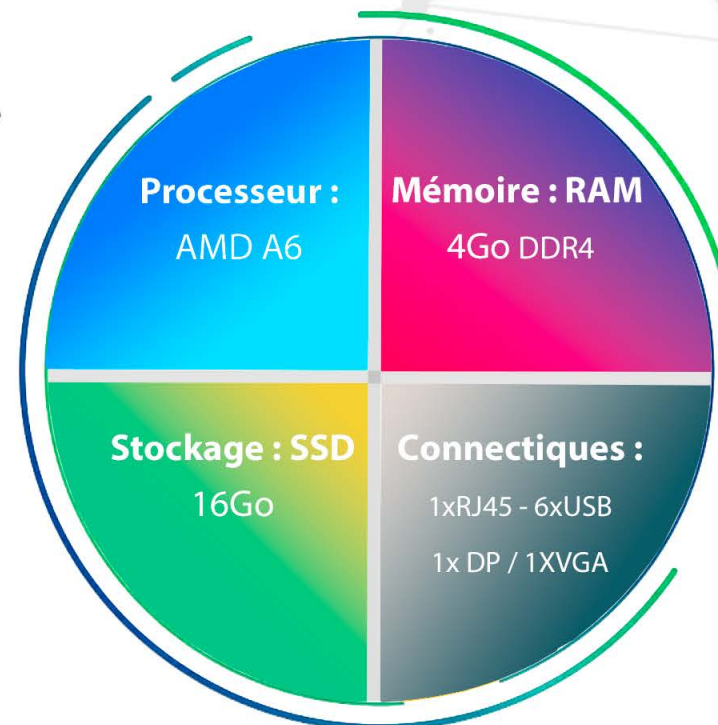 Processeur :
AMD A6
Mémoire : RAM
4Go DDR4
Stockage : SSD
16Go
Connectiques :
1xRJ45 - 6xUSB
1x DP / 1XVGA